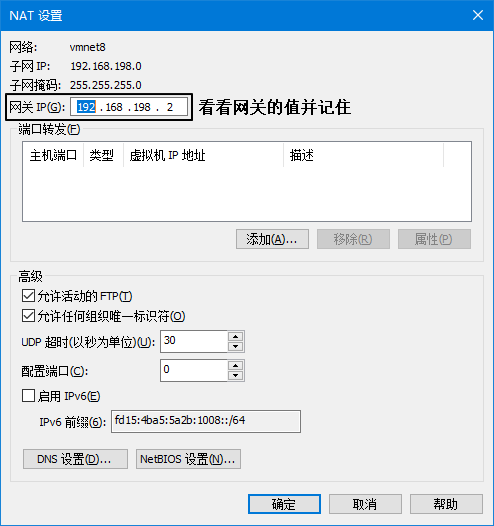 NAT 设置
网络: vmnet8
子网 IP: 192.168.198.0
子网掩码: 255.255.255.0
网关 IP(G): 192 .168 .198 . 2 看看网关的值并记住
端口转发(F)
主机端口 类型 虚拟机 IP 地址 描述
添加(A)... 移除(R) 属性(P)
高级
允许活动的 FTP(T)
允许任何组织唯一标识符(O)
UDP 超时(以秒为单位)(U): 30
配置端口(C): 0
启用 IPv6(E)
IPv6 前缀(6): fd15:4ba5:5a2b:1008::/64
DNS 设置(D)... NetBIOS 设置(N)...
确定 取消 帮助